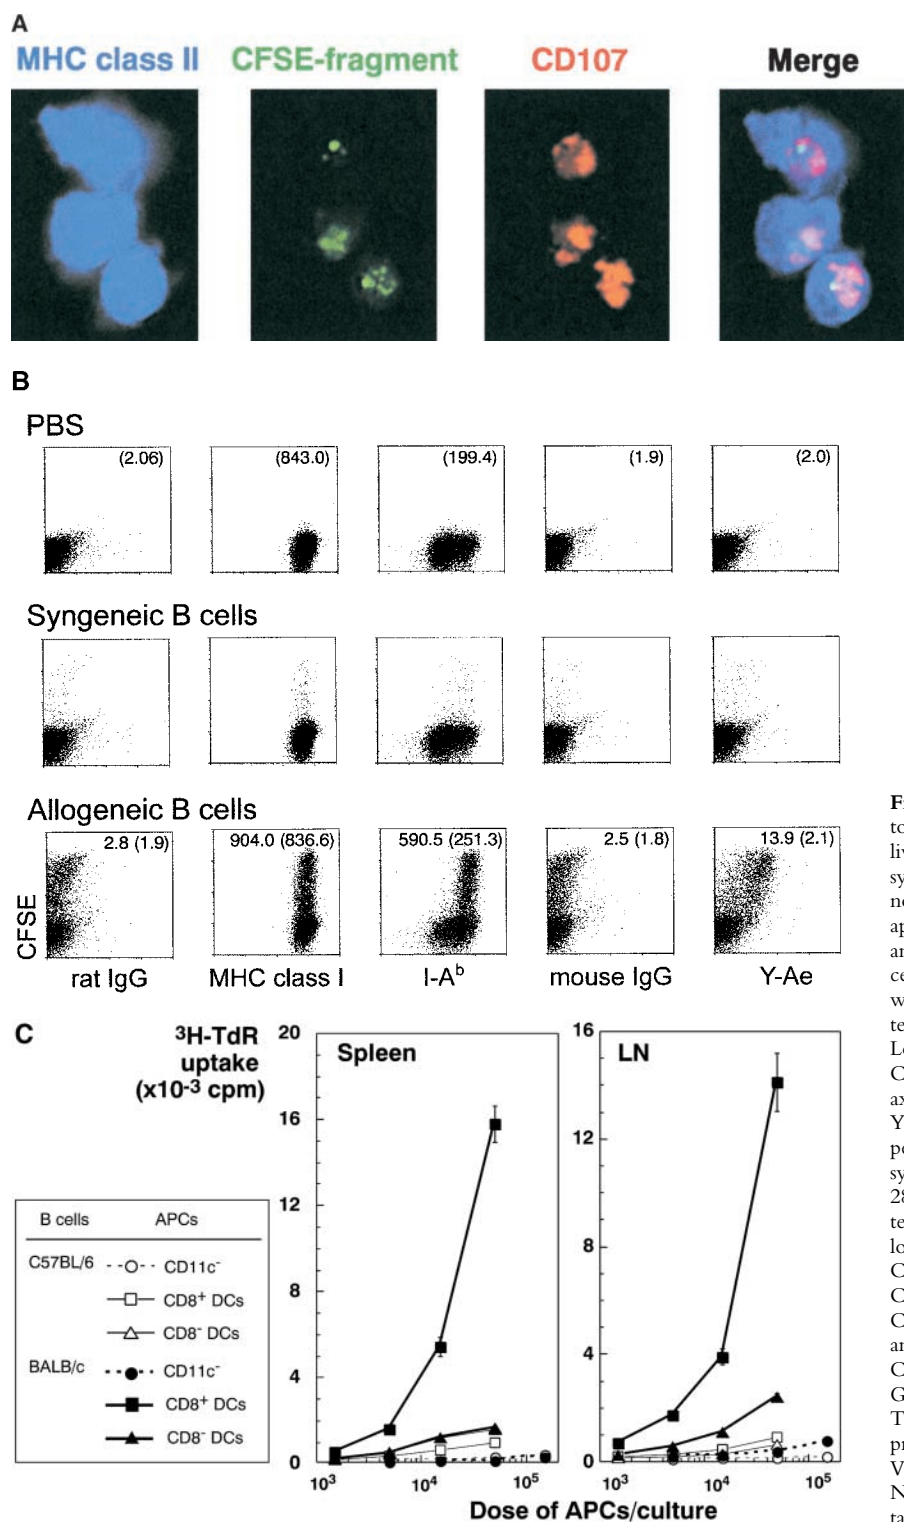 A
MHC class II CFSE-fragment CD107 Merge
B
PBS
(2.06) (843.0) (199.4) (1.9) (2.0)
Syngeneic B cells
Allogeneic B cells
2.8 (1.9) 904.0 (836.6) 590.5 (251.3) 2.5 (1.8) 13.9 (2.1)
CFSE
rat IgG MHC class I I-Aᵇ mouse IgG Y-Ae
C
³H-TdR
uptake
(x10⁻³ cpm)
Spleen
20
16
12
8
4
0
10³ 10⁴ 10⁵
LN
16
12
8
4
0
10³ 10⁴ 10⁵
Dose of APCs/culture
B cells APCs
C57BL/6 CD11c⁻
CD8⁺ DCs
CD8⁻ DCs
BALB/c CD11c⁻
CD8⁺ DCs
CD8⁻ DCs